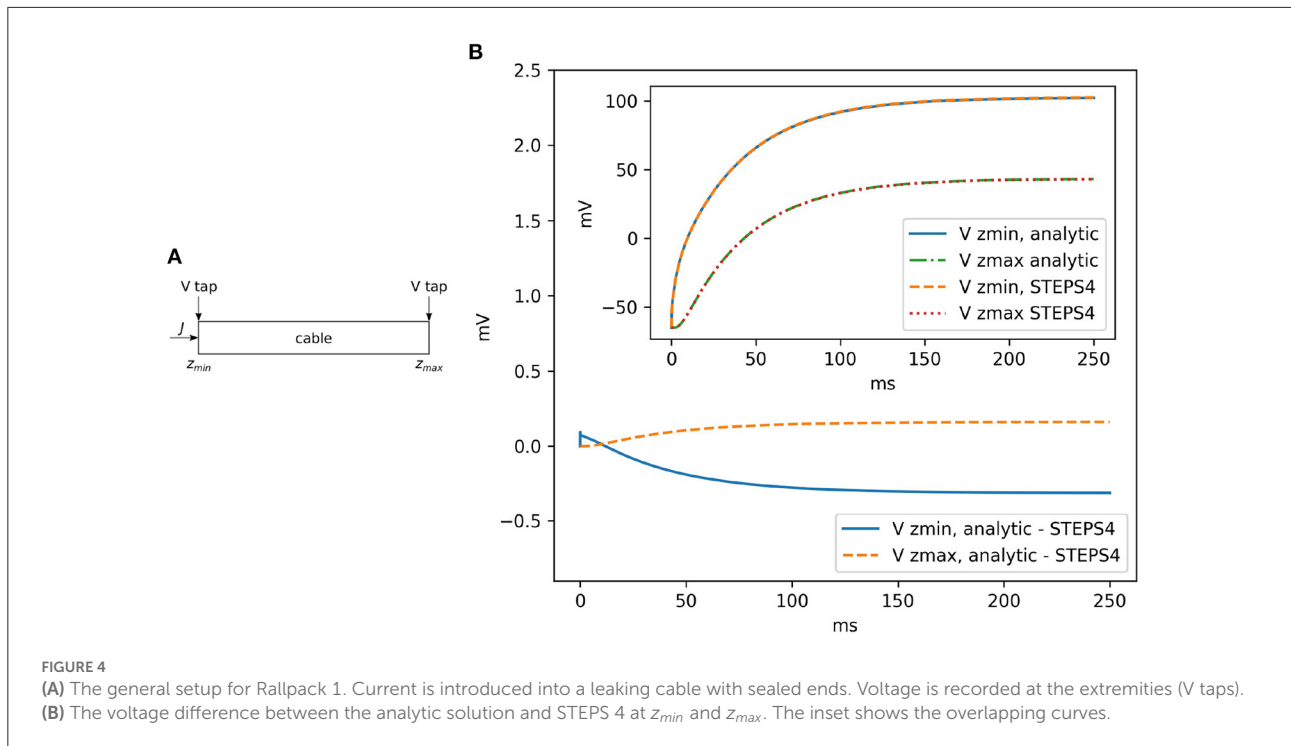 A
V tap
V tap
J
cable
zmin
zmax
B
2.5
2.0
1.5
1.0
0.5
0.0
−0.5
mV
100
50
0
−50
mV
V zmin, analytic
V zmax analytic
V zmin, STEPS4
V zmax STEPS4
0 50 100 150 200 250
ms
V zmin, analytic - STEPS4
V zmax, analytic - STEPS4
0 50 100 150 200 250
ms
FIGURE 4
(A) The general setup for Rallpack 1. Current is introduced into a leaking cable with sealed ends. Voltage is recorded at the extremities (V taps).
(B) The voltage difference between the analytic solution and STEPS 4 at zmin and zmax. The inset shows the overlapping curves.